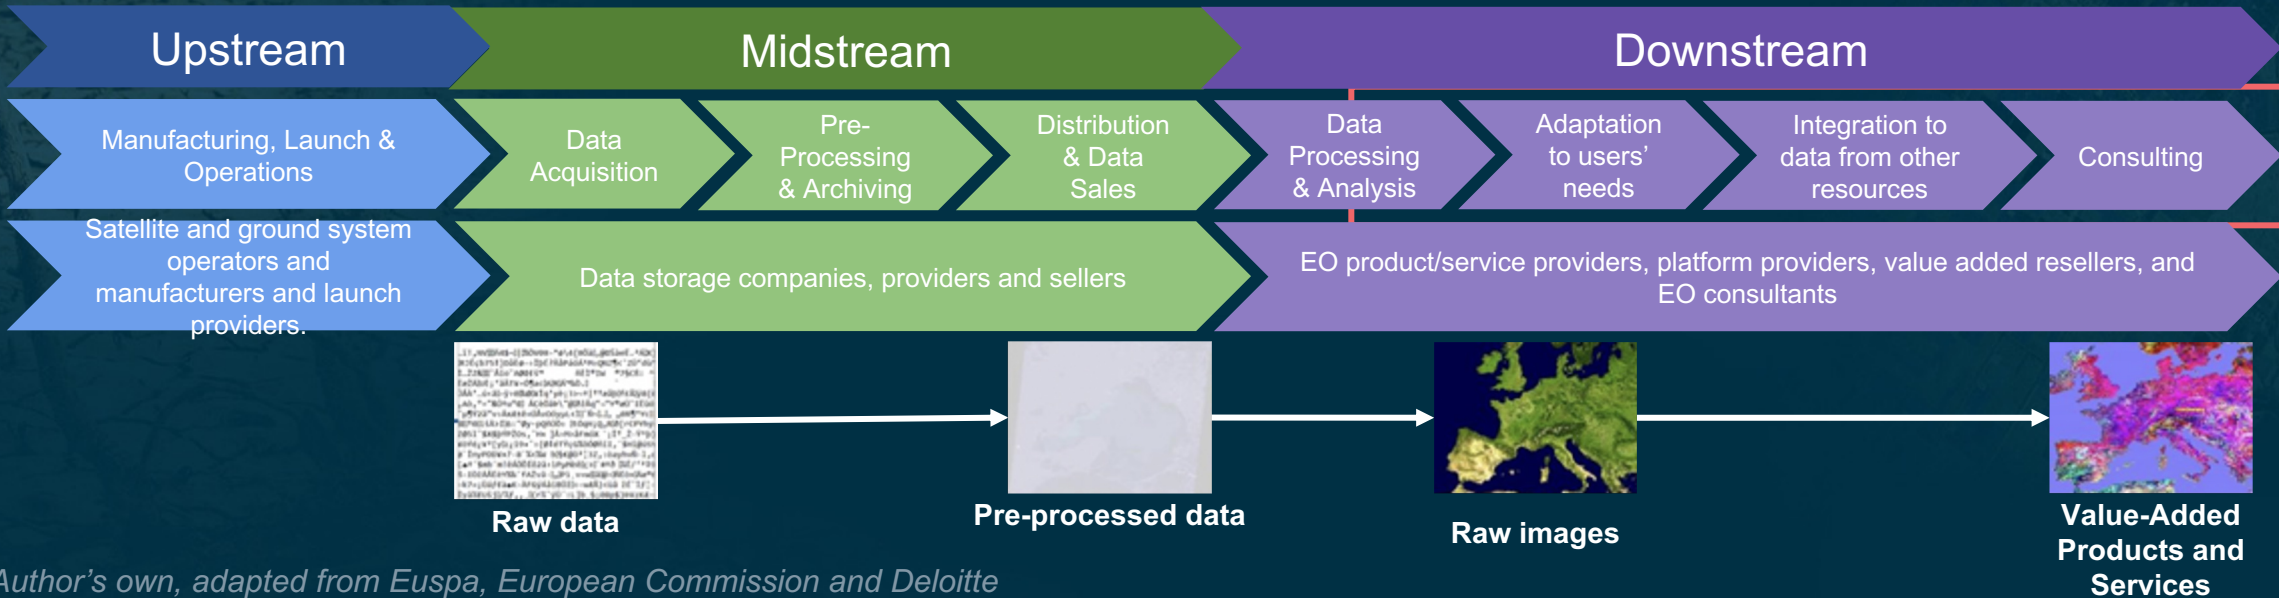 Upstream
Midstream
Downstream
Manufacturing, Launch &
Operations
Data
Acquisition
Pre-
Processing
& Archiving
Distribution
& Data
Sales
Data
Processing
& Analysis
Adaptation
to users’
needs
Integration to
data from other
resources
Consulting
Satellite and ground system
operators and
manufacturers and launch
providers.
Data storage companies, providers and sellers
EO product/service providers, platform providers, value added resellers, and
EO consultants
Raw data
Pre-processed data
Raw images
Value-Added
Products and
Services
Author’s own, adapted from Euspa, European Commission and Deloitte